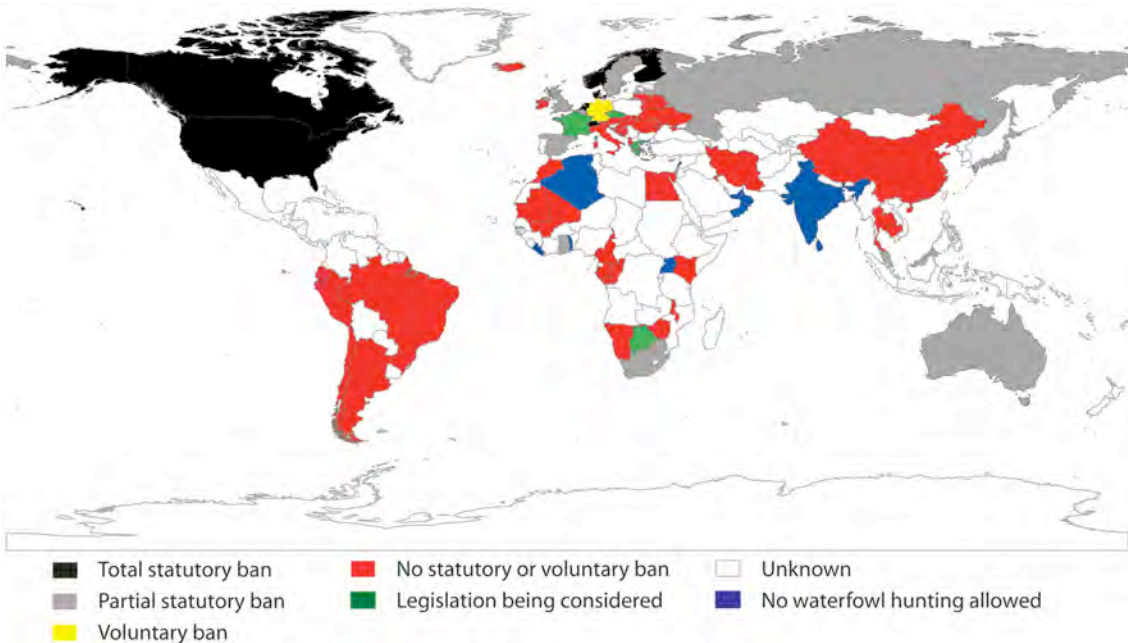 Total statutory ban
No statutory or voluntary ban
Unknown
Partial statutory ban
Legislation being considered
No waterfowl hunting allowed
Voluntary ban